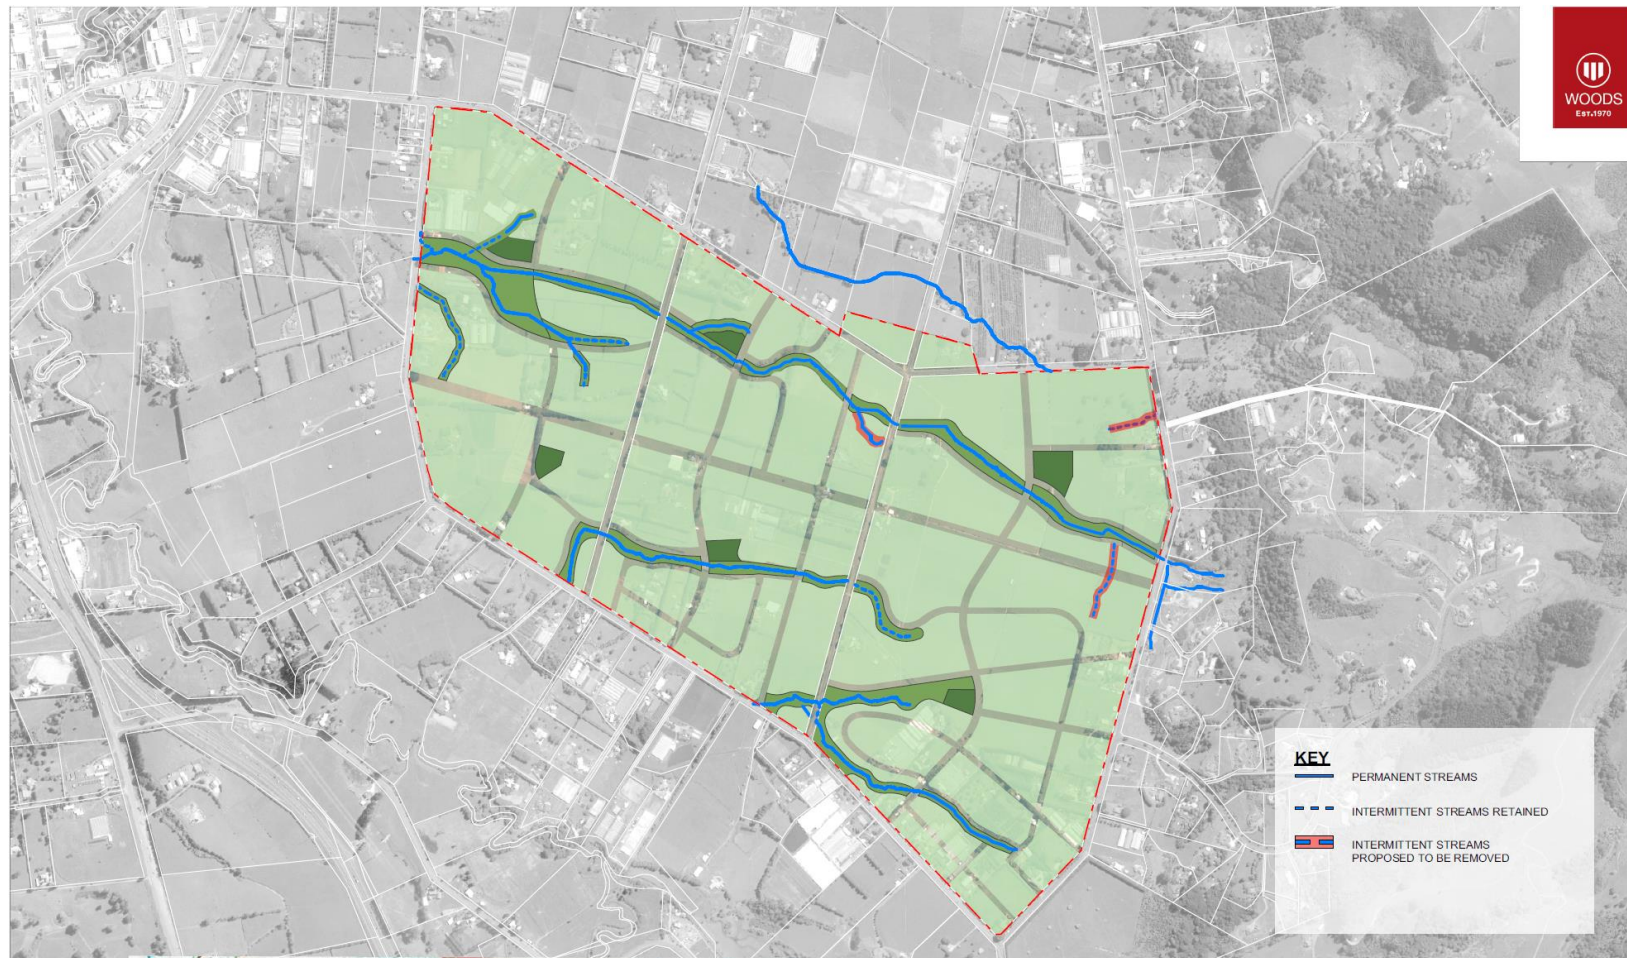 WOODS
EST.1970
KEY
PERMANENT STREAMS
INTERMITTENT STREAMS RETAINED
INTERMITTENT STREAMS
PROPOSED TO BE REMOVED